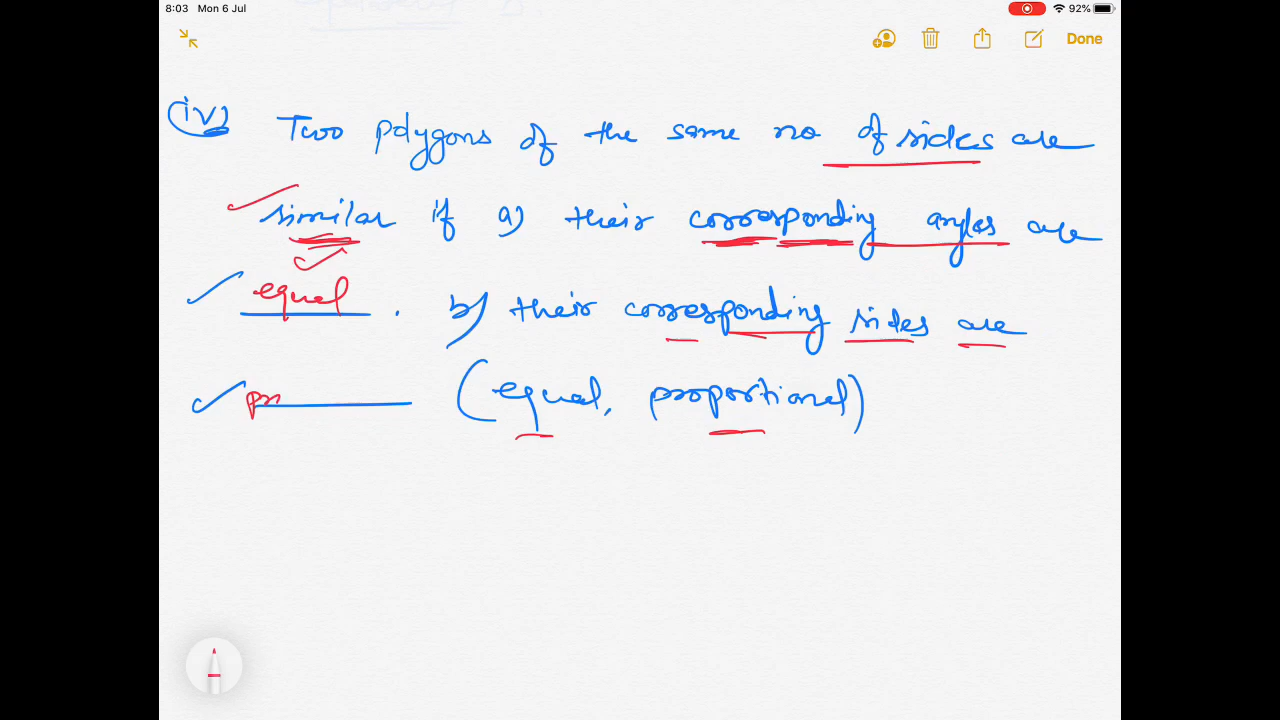 8:03 Mon 6 Jul 92%
Done
(iv) Two polygons of the same no of sides are
similar if a) their corresponding angles are
equal. b) their corresponding sides are
pr (equal, proportional)